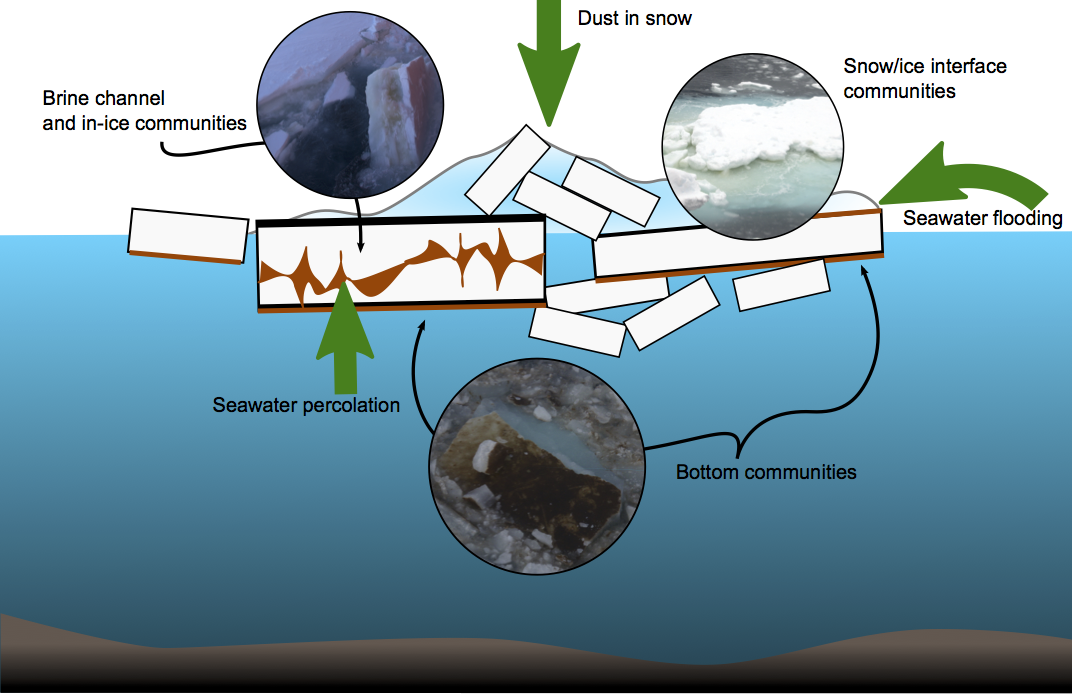 Dust in snow
Snow/ice interface
communities
Brine channel
and in-ice communities
Seawater flooding
Seawater percolation
Bottom communities